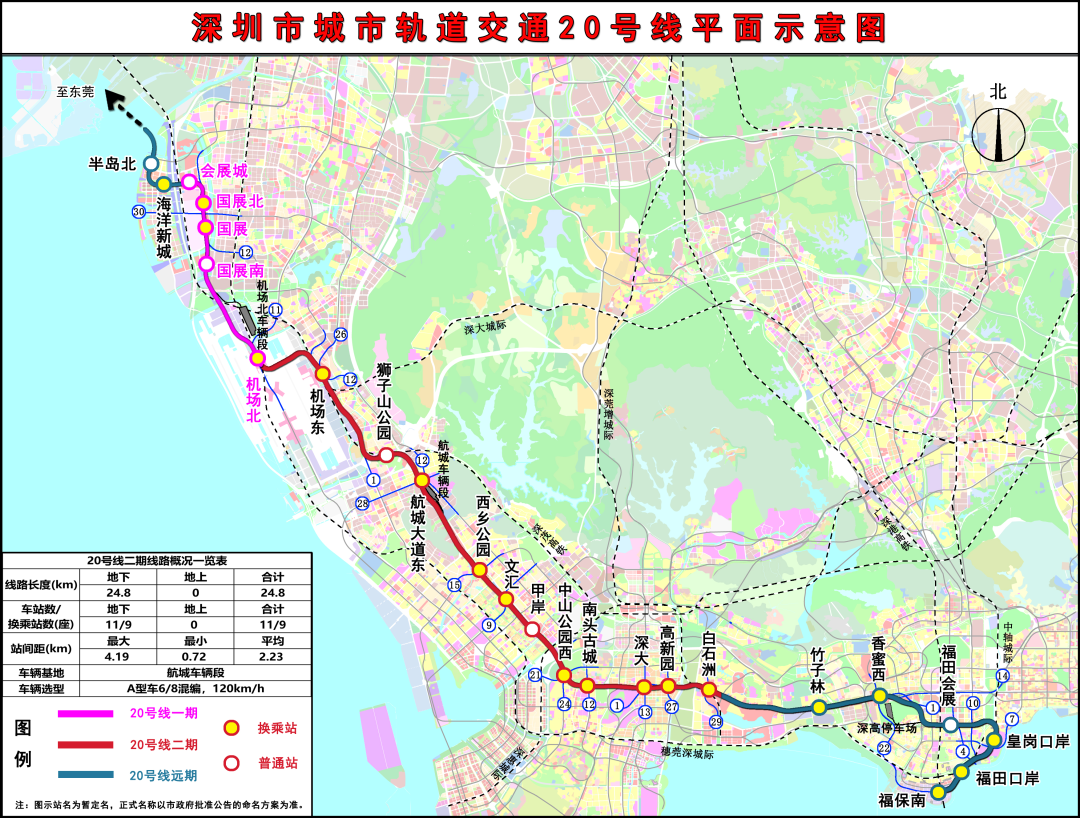 深圳市城市轨道交通20号线平面示意图
至东莞
北
半岛北
会展城
海洋新城
国展北
30
国展
12
国展南
机场北车辆段
11
26
深大城际
机场北
12
机场东
狮子山公园
深莞增城际
12
航城车辆段
1
28
航城大道东
西乡公园
深茂高铁
广深港高铁
15
文汇
9
甲岸
中山公园西
南头古城
深大
高新园
白石洲
竹子林
香蜜西
福田会展
中轴城际
21
24
12
1
13
27
29
1
10
14
7
4
22
深高停车场
皇岗口岸
福田口岸
福保南
穗莞深城际
深惠城际
20号线二期线路概况一览表
线路长度(km) 地下 地上 合计
24.8 0 24.8
车站数/换乘站数(座) 地下 地上 合计
11/9 0 11/9
站间距(km) 最大 最小 平均
4.19 0.72 2.23
车辆基地 航城车辆段
车辆选型 A型车6/8混编，120km/h
图例
20号线一期 换乘站
20号线二期 普通站
20号线远期
注：图示站名为暂定名，正式名称以市政府批准公告的命名方案为准。